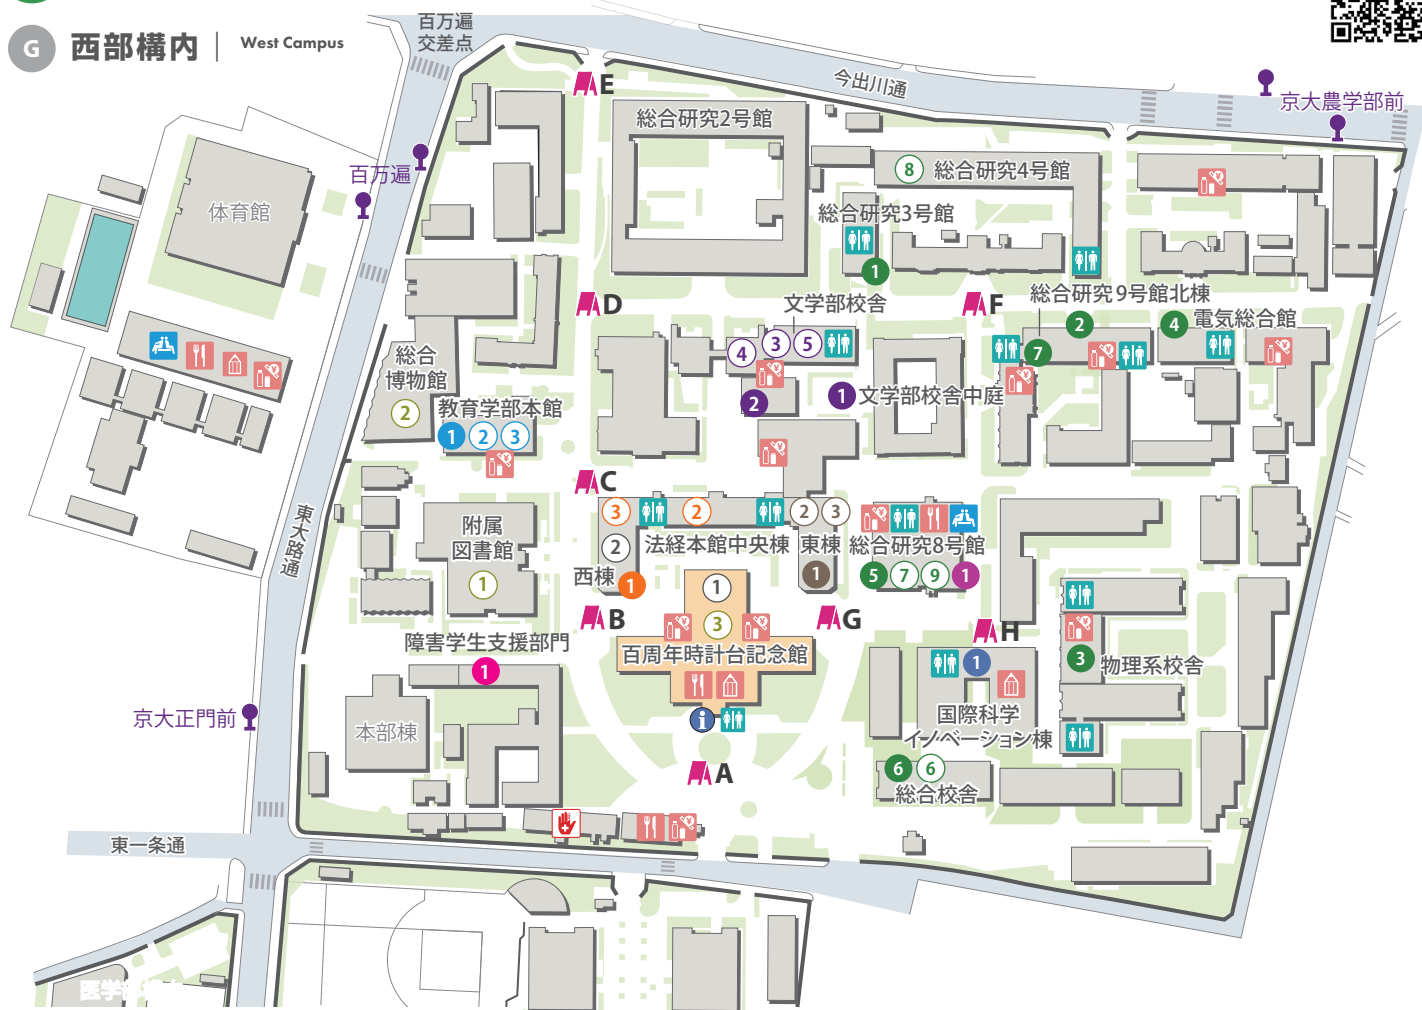 G 西部構内 | West Campus
百万遍
交差点
E
今出川通
京大農学部前
総合研究2号館
百万遍
体育館
8 総合研究4号館
総合研究3号館
1
D
文学部校舎
F
総合研究9号館北棟
2
4 電気総合館
7
4 3 5
総合
博物館
2
教育学部本館
1 2 3
2
1 文学部校舎中庭
C
3
2
2 3
東大路通
附属
図書館
1
2
法経本館中央棟
東棟
総合研究8号館
西棟
1
1
1
5 7 9 1
B
3
G
H
障害学生支援部門
1
百周年時計台記念館
1
3 物理系校舎
京大正門前
本部棟
i
国際科学
イノベーション棟
A
6 6
総合校舎
東一条通